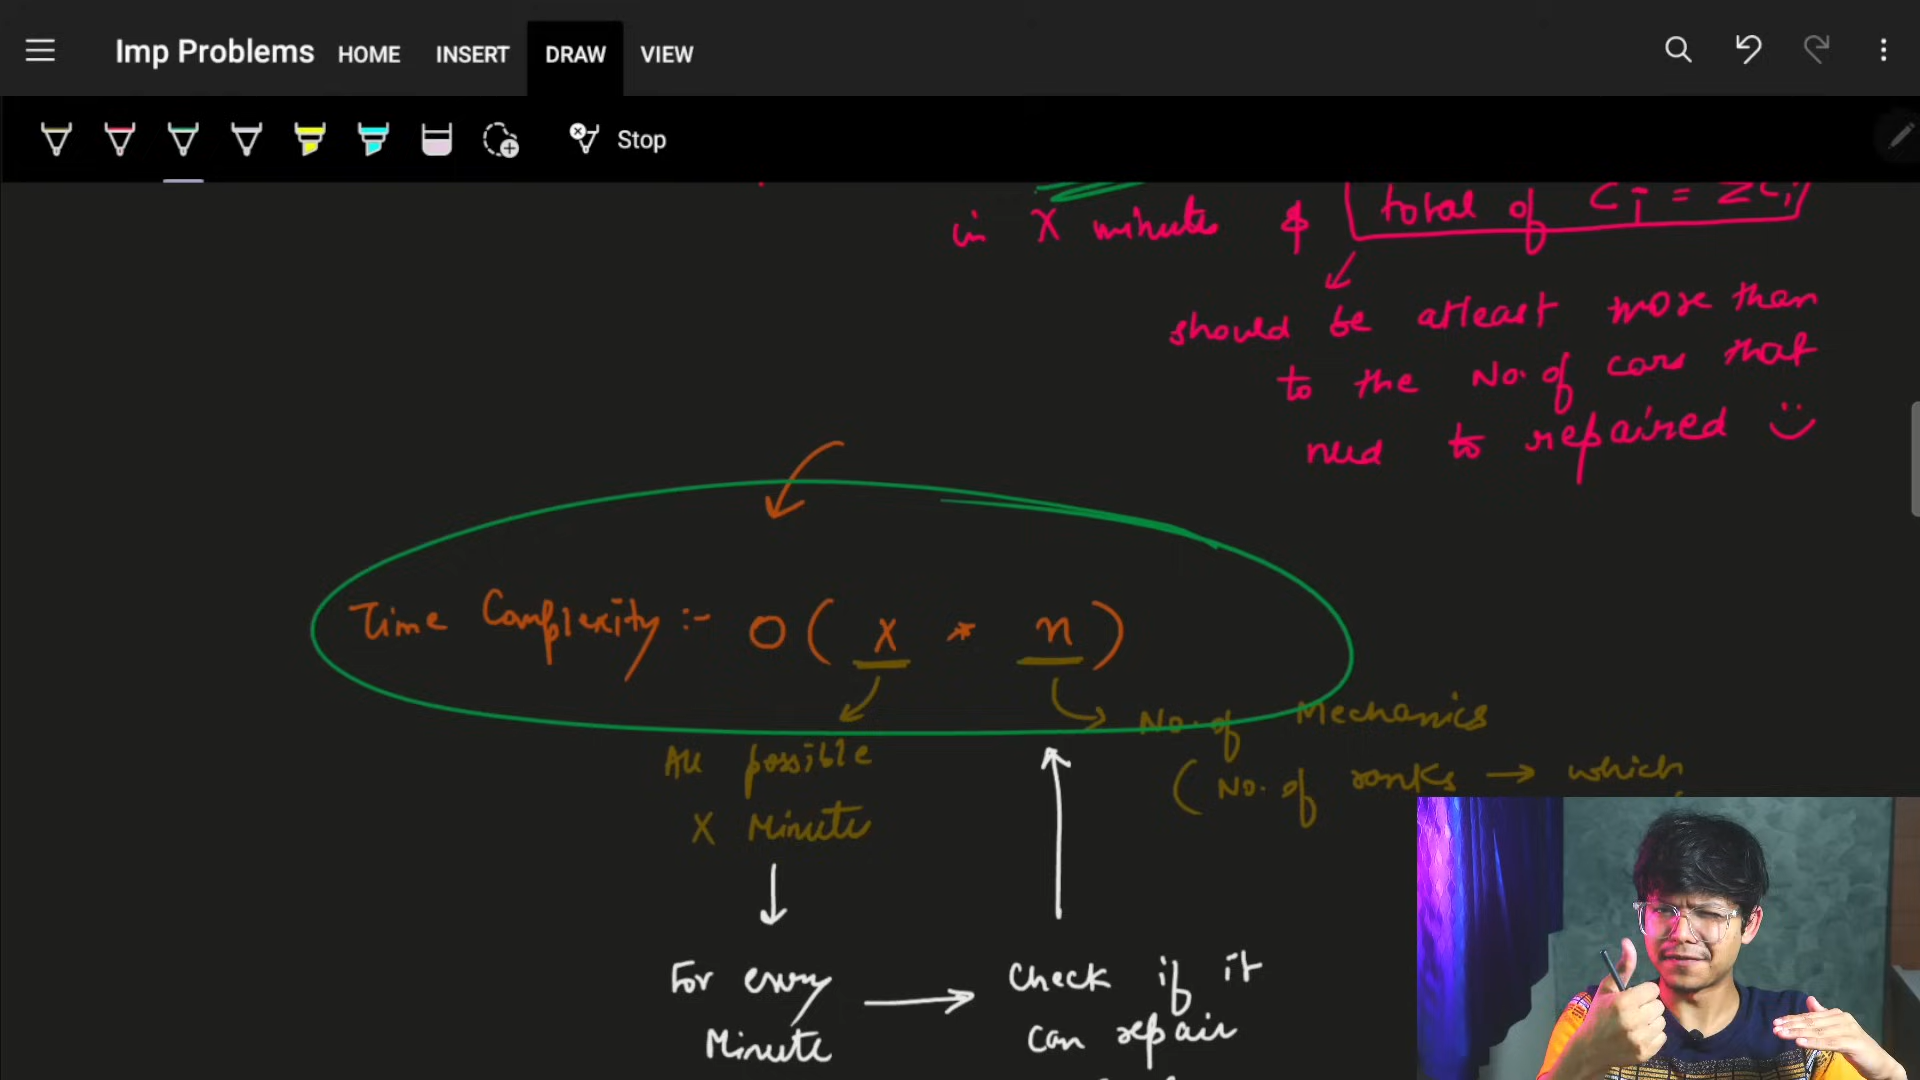 Imp Problems HOME INSERT DRAW VIEW
Stop
total of Ci = ΣCi
in X minute &
should be atleast more than
to the No. of cars that
need to repaired
Time Complexity :- O( X * n )
No. of Mechanics
All possible
(No. of ranks → which
X Minute
For every
Check if it
Minute
can repair